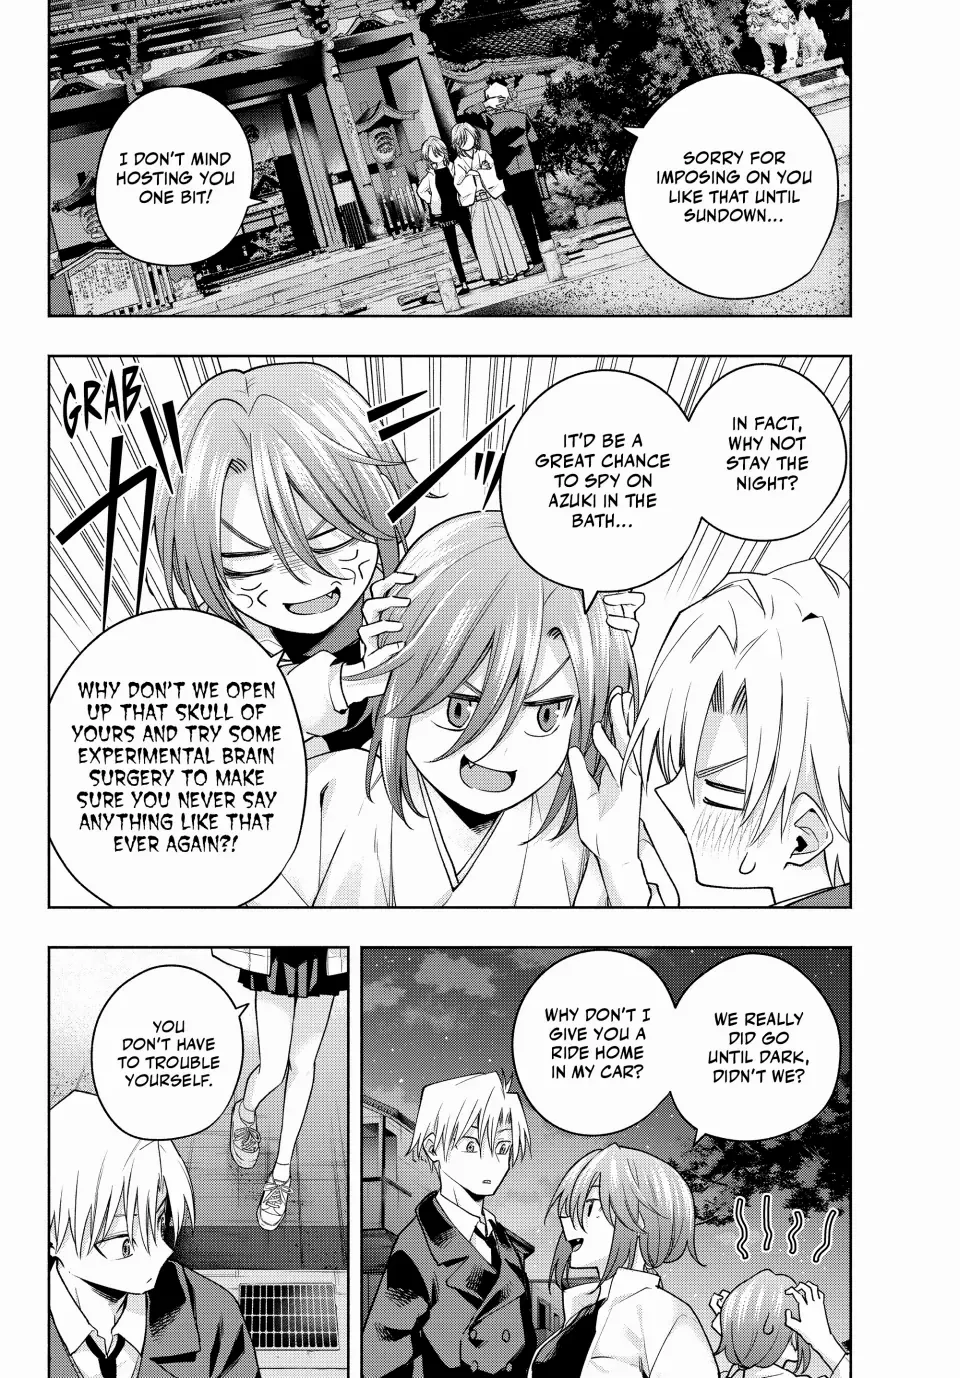 SORRY FOR
IMPOSING ON YOU
LIKE THAT UNTIL
SUNDOWN...
I DON'T MIND
HOSTING YOU
ONE BIT!
IN FACT,
WHY NOT
STAY THE
NIGHT?
IT'D BE A
GREAT CHANCE
TO SPY ON
AZUKI IN THE
BATH...
GRAB
ガシッ
WHY DON'T WE OPEN
UP THAT SKULL OF
YOURS AND TRY SOME
EXPERIMENTAL BRAIN
SURGERY TO MAKE
SURE YOU NEVER SAY
ANYTHING LIKE THAT
EVER AGAIN?!
WE REALLY
DID GO
UNTIL DARK,
DIDN'T WE?
WHY DON'T I
GIVE YOU A
RIDE HOME
IN MY CAR?
YOU
DON'T HAVE
TO TROUBLE
YOURSELF.